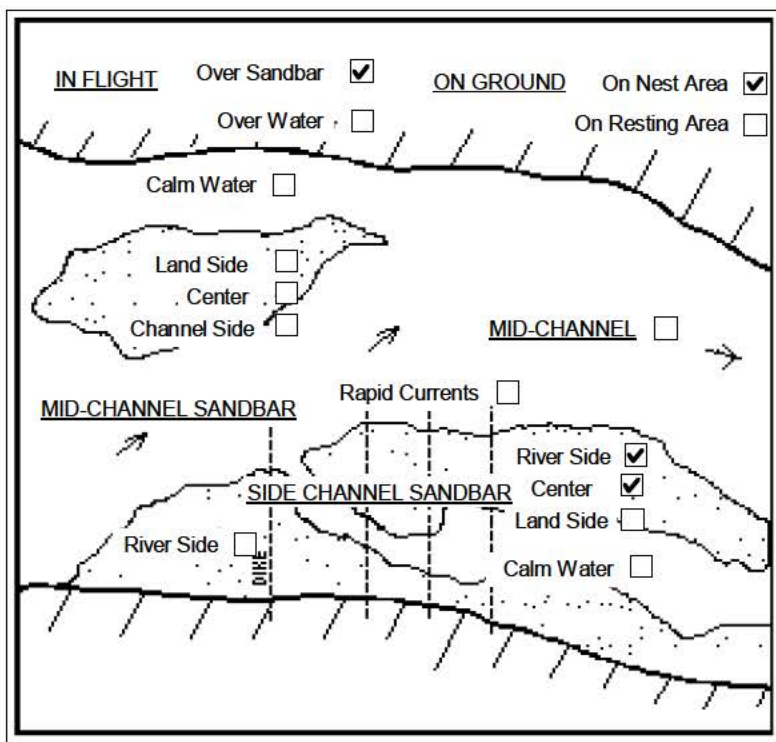 IN FLIGHT
Over Sandbar
ON GROUND
On Nest Area
Over Water
On Resting Area
Calm Water
Land Side
Center
Channel Side
MID-CHANNEL
Rapid Currents
MID-CHANNEL SANDBAR
River Side
SIDE CHANNEL SANDBAR
Center
Land Side
River Side
DIKE
Calm Water